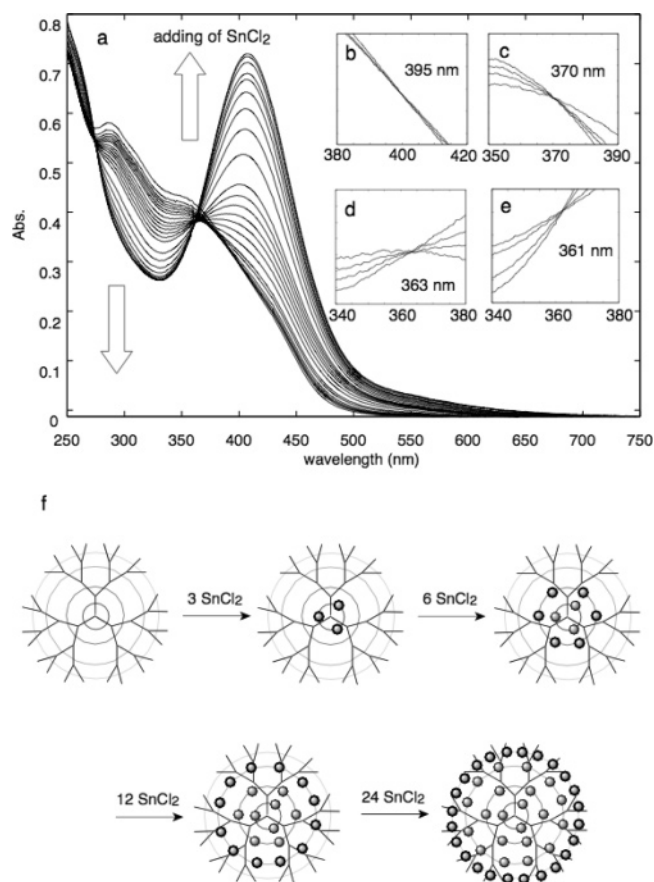 a
adding of SnCl2
0.8
0.7
0.6
0.5
0.4
0.3
0.2
0.1
0
Abs.
250 300 350 400 450 500 550 600 650 700 750
wavelength (nm)
b
395 nm
380 400 420
c
370 nm
350 370 390
d
363 nm
340 360 380
e
361 nm
340 360 380
f
3 SnCl2
6 SnCl2
12 SnCl2
24 SnCl2